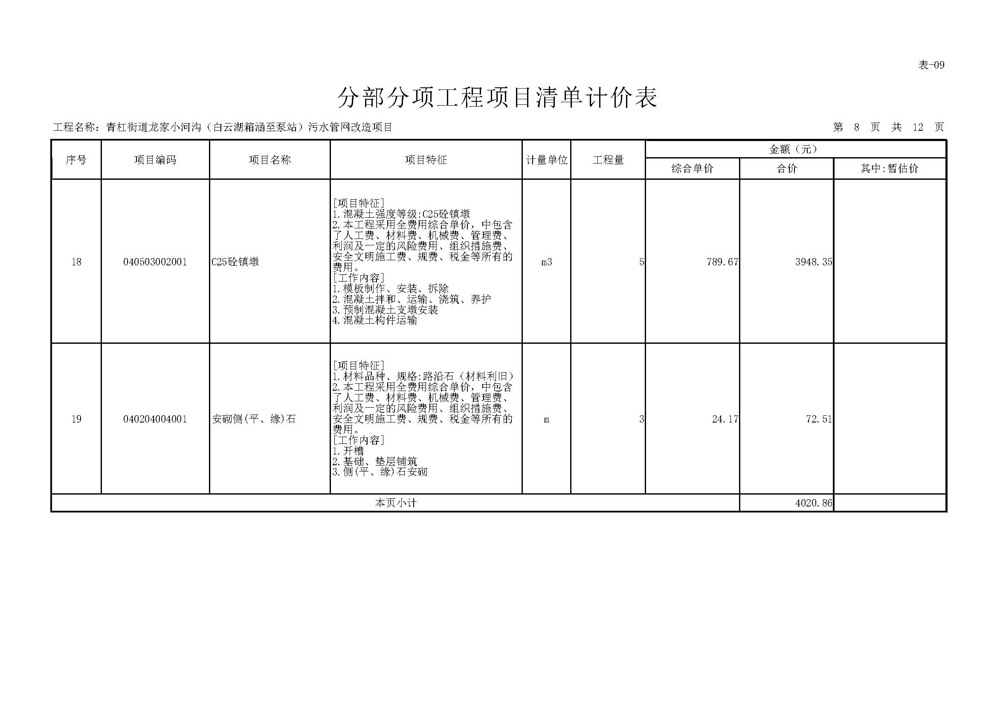 表-09
分部分项工程项目清单计价表
工程名称：青杠街道龙家小河沟（白云湖箱涵至泵站）污水管网改造项目 第 8 页 共 12 页
序号 项目编码 项目名称 项目特征 计量单位 工程量 金额（元）
综合单价 合价 其中:暂估价
18 040503002001 C25砼镇墩
[项目特征]
1.混凝土强度等级:C25砼镇墩
2.本工程采用全费用综合单价，中包含
了人工费、材料费、机械费、管理费、
利润及一定的风险费用、组织措施费、
安全文明施工费、规费、税金等所有的
费用。
[工作内容]
1.模板制作、安装、拆除
2.混凝土拌和、运输、浇筑、养护
3.预制混凝土支墩安装
4.混凝土构件运输
m3 5 789.67 3948.35
19 040204004001 安砌侧(平、缘)石
[项目特征]
1.材料品种、规格:路沿石（材料利旧）
2.本工程采用全费用综合单价，中包含
了人工费、材料费、机械费、管理费、
利润及一定的风险费用、组织措施费、
安全文明施工费、规费、税金等所有的
费用。
[工作内容]
1.开槽
2.基础、垫层铺筑
3.侧(平、缘)石安砌
m 3 24.17 72.51
本页小计 4020.86